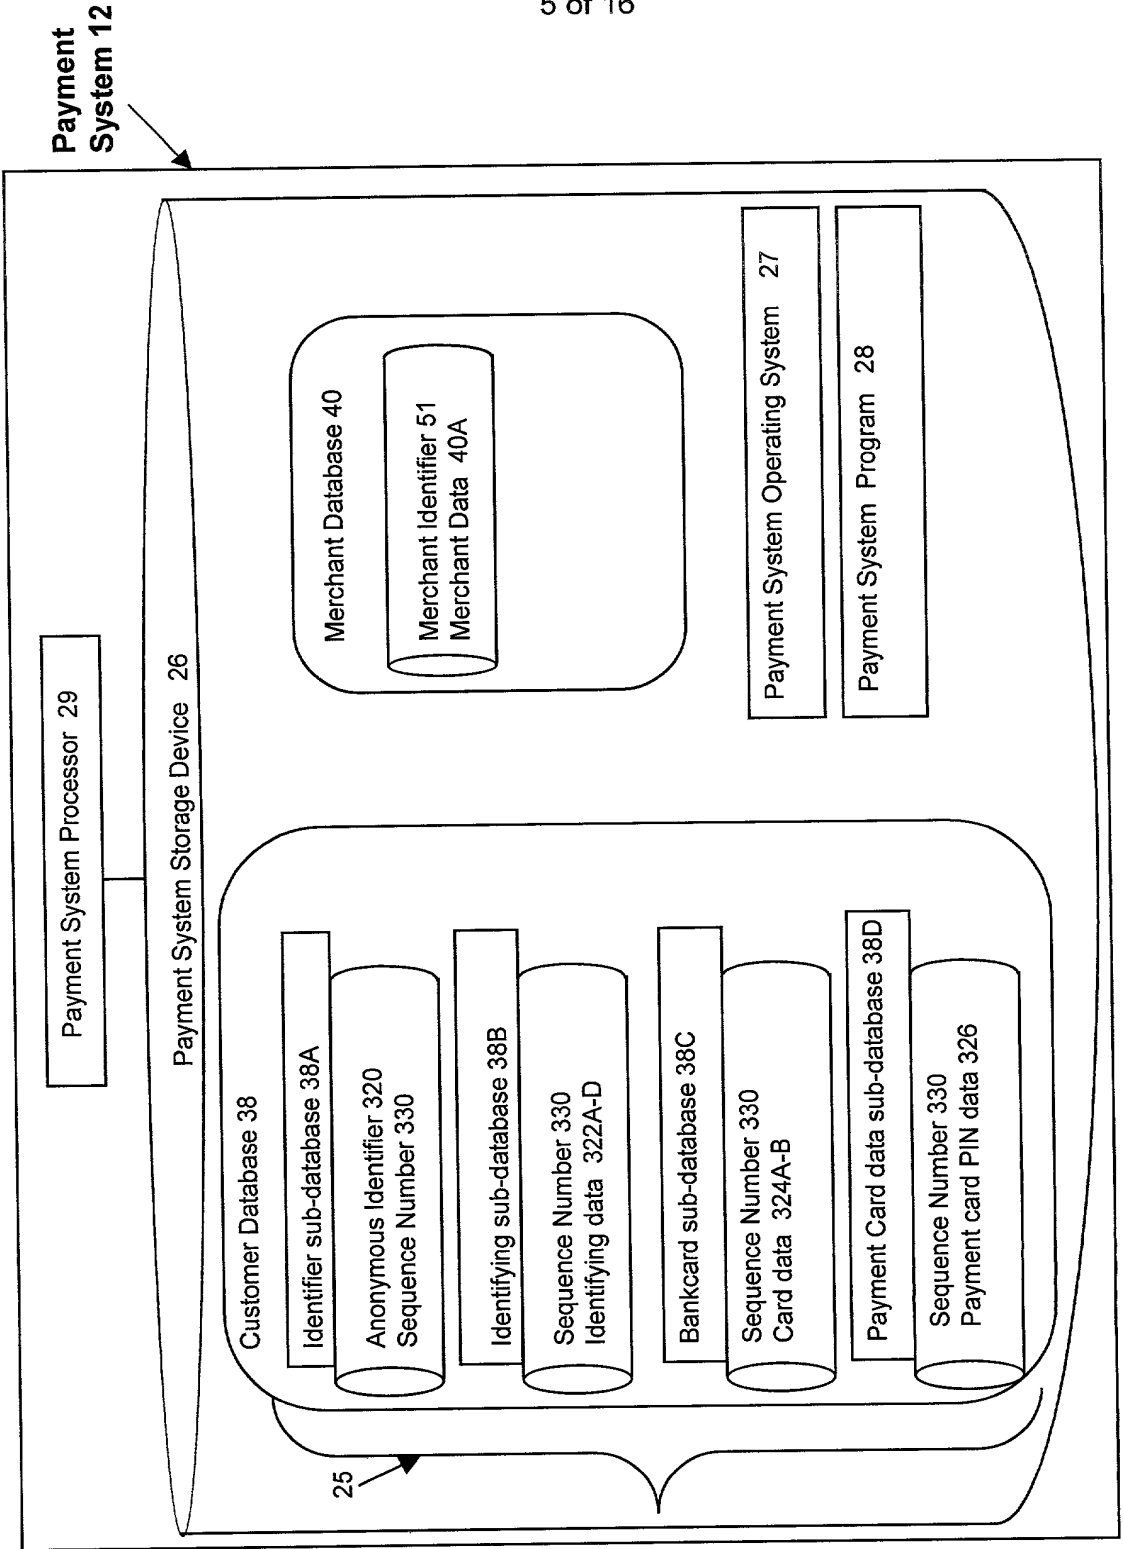 5 of 16
Payment
System 12
Payment System Processor 29
Payment System Storage Device 26
Customer Database 38
Identifier sub-database 38A
Anonymous Identifier 320
Sequence Number 330
Identifying sub-database 38B
Sequence Number 330
Identifying data 322A-D
Bankcard sub-database 38C
Sequence Number 330
Card data 324A-B
Payment Card data sub-database 38D
Sequence Number 330
Payment card PIN data 326
25
Merchant Database 40
Merchant Identifier 51
Merchant Data 40A
Payment System Operating System 27
Payment System Program 28